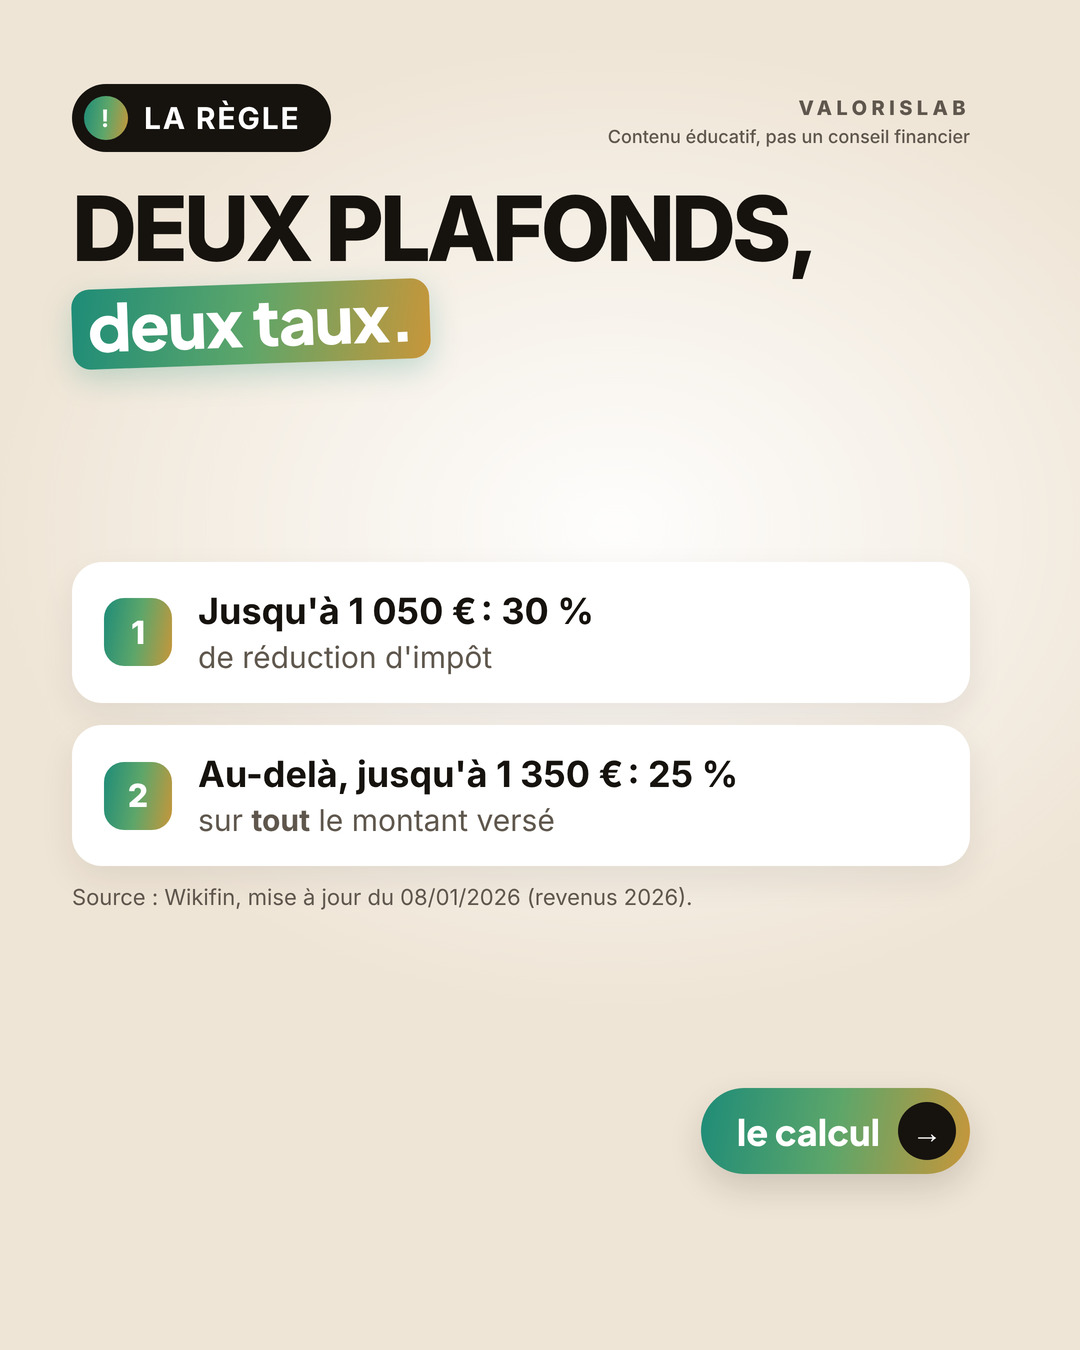 ! LA RÈGLE
VALORISLAB
Contenu éducatif, pas un conseil financier
DEUX PLAFONDS,
deux taux.
1
Jusqu'à 1 050 € : 30 %
de réduction d'impôt
2
Au-delà, jusqu'à 1 350 € : 25 %
sur tout le montant versé
Source : Wikifin, mise à jour du 08/01/2026 (revenus 2026).
le calcul →